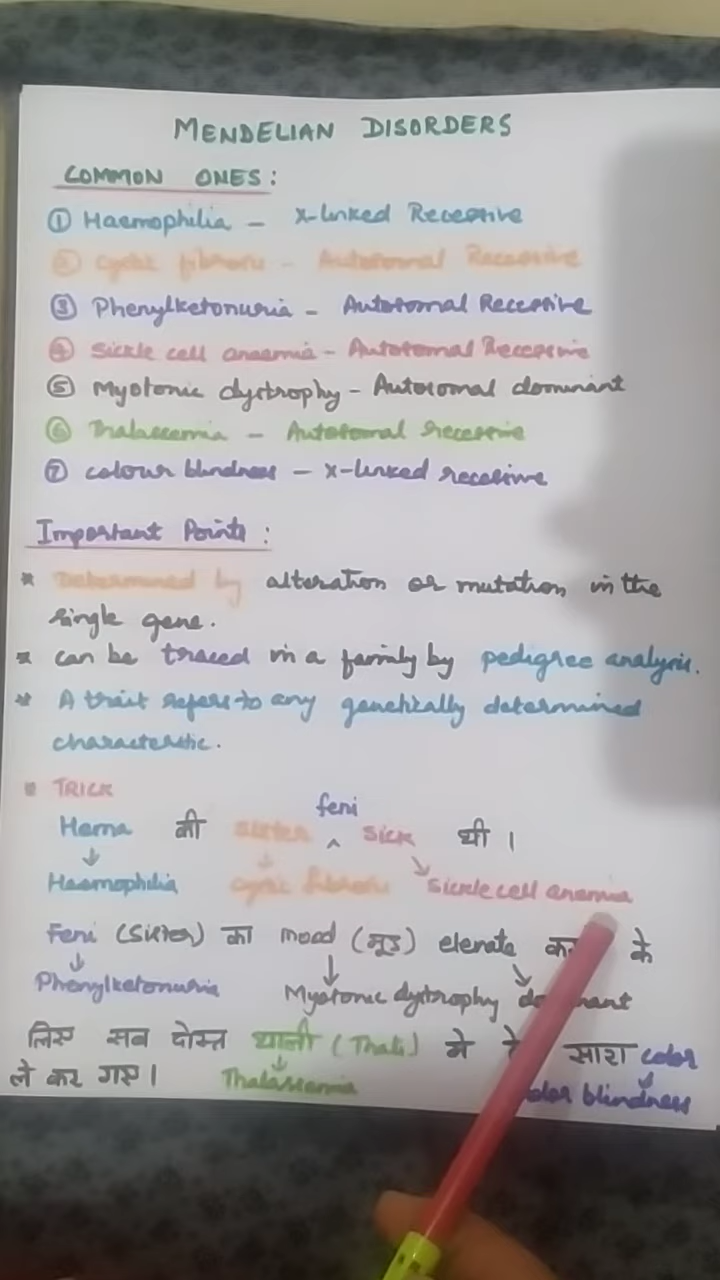 MENDELIAN DISORDERS
COMMON ONES:
① Haemophilia – X-linked Recessive
② Cystic fibrosis – Autosomal Recessive
③ Phenylketonuria – Autosomal Recessive
④ Sickle cell anaemia – Autosomal Recessive
⑤ Myotonic dystrophy – Autosomal dominant
⑥ Thalassemia – Autosomal recessive
⑦ colour blindness – X-linked recessive
Important Points:
* Determined by alteration or mutation in the
single gene.
* can be traced in a family by pedigree analysis.
* A trait refers to any genetically determined
characteristic.
* TRICK
feni
Hema की sister ^ sick थी।
↓ ↓ ↘
Haemophilia cystic fibrosis sickle cell anemia
Feni (sister) का mood (मूड) elevate के
↓ ↓ ↘
Phenylketonuria Myotonic dystrophy
लिए सब दोस्त थाली (Thali) मे सारा color
↓ ↓
ले कर गए। Thalassemia blindness